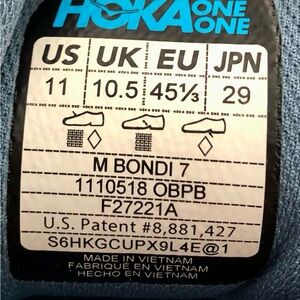 HOKA ONE ONE
US UK EU JPN
11 10.5 45⅓ 29
M BONDI 7
1110518 OBPB
F27221A
U.S. Patent #8,881,427
S6HKGCUPX9L4E@1
MADE IN VIETNAM
FABRIQUÉ EN VIETNAM
HECHO EN VIETNAM